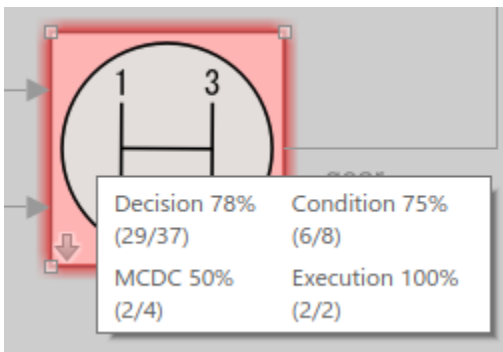 1 3
Decision 78% Condition 75%
(29/37) (6/8)
MCDC 50% Execution 100%
(2/4) (2/2)